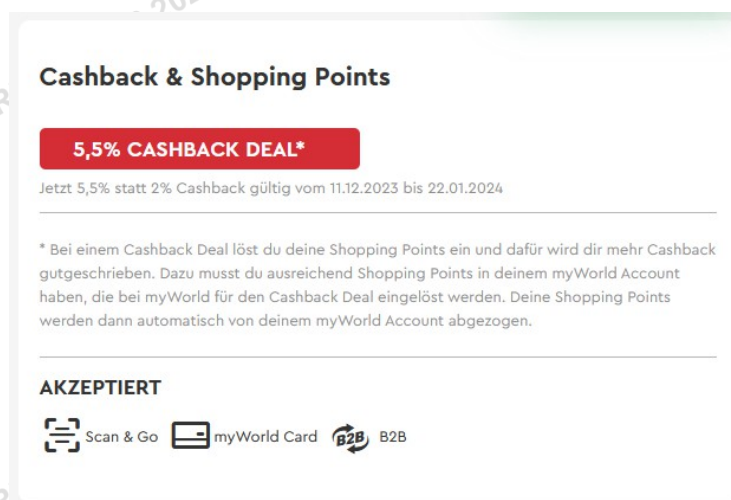 Cashback & Shopping Points
5,5% CASHBACK DEAL*
Jetzt 5,5% statt 2% Cashback gültig vom 11.12.2023 bis 22.01.2024
* Bei einem Cashback Deal löst du deine Shopping Points ein und dafür wird dir mehr Cashback
gutgeschrieben. Dazu musst du ausreichend Shopping Points in deinem myWorld Account
haben, die bei myWorld für den Cashback Deal eingelöst werden. Deine Shopping Points
werden dann automatisch von deinem myWorld Account abgezogen.
AKZEPTIERT
Scan & Go myWorld Card B2B B2B